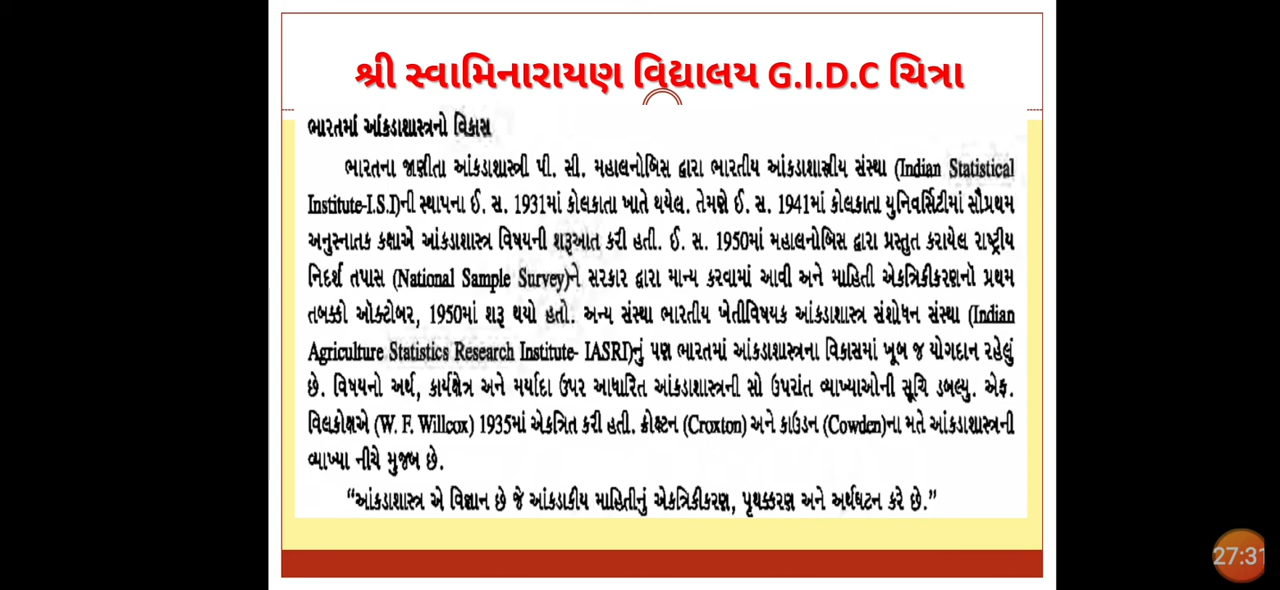 શ્રી સ્વામિનારાયણ વિદ્યાલય G.I.D.C ચિત્રા
ભારતમાં આંકડાશાસ્ત્રનો વિકાસ
ભારતના જાણીતા આંકડાશાસ્ત્રી પી. સી. મહાલનોબિસ દ્વારા ભારતીય આંકડાશાસ્ત્રીય સંસ્થા (Indian Statistical
Institute-I.S.I)ની સ્થાપના ઈ. સ. 1931માં કોલકાતા ખાતે થયેલ. તેમણે ઈ. સ. 1941માં કોલકાતા યુનિવર્સિટીમાં સૌપ્રથમ
અનુસ્નાતક કક્ષાએ આંકડાશાસ્ત્ર વિષયની શરૂઆત કરી હતી. ઈ. સ. 1950માં મહાલનોબિસ દ્વારા પ્રસ્તુત કરાયેલ રાષ્ટ્રીય
નિદર્શ તપાસ (National Sample Survey)ને સરકાર દ્વારા માન્ય કરવામાં આવી અને માહિતી એકત્રિકીકરણનો પ્રથમ
તબક્કો ઑક્ટોબર, 1950માં શરૂ થયો હતો. અન્ય સંસ્થા ભારતીય ખેતીવિષયક આંકડાશાસ્ત્ર સંશોધન સંસ્થા (Indian
Agriculture Statistics Research Institute- IASRI)નું પણ ભારતમાં આંકડાશાસ્ત્રના વિકાસમાં ખૂબ જ યોગદાન રહેલું
છે. વિષયનો અર્થ, કાર્યક્ષેત્ર અને મર્યાદા ઉપર આધારિત આંકડાશાસ્ત્રની સો ઉપરાંત વ્યાખ્યાઓની સૂચિ ડબલ્યુ. એફ.
વિલકોક્ષએ (W. F. Willcox) 1935માં એકત્રિત કરી હતી. ક્રોક્ષ્ટન (Croxton) અને કાઉડન (Cowden)ના મતે આંકડાશાસ્ત્રની
વ્યાખ્યા નીચે મુજબ છે.
“આંકડાશાસ્ત્ર એ વિજ્ઞાન છે જે આંકડાકીય માહિતીનું એકત્રિકીકરણ, પૃથક્કરણ અને અર્થઘટન કરે છે.”
27:31